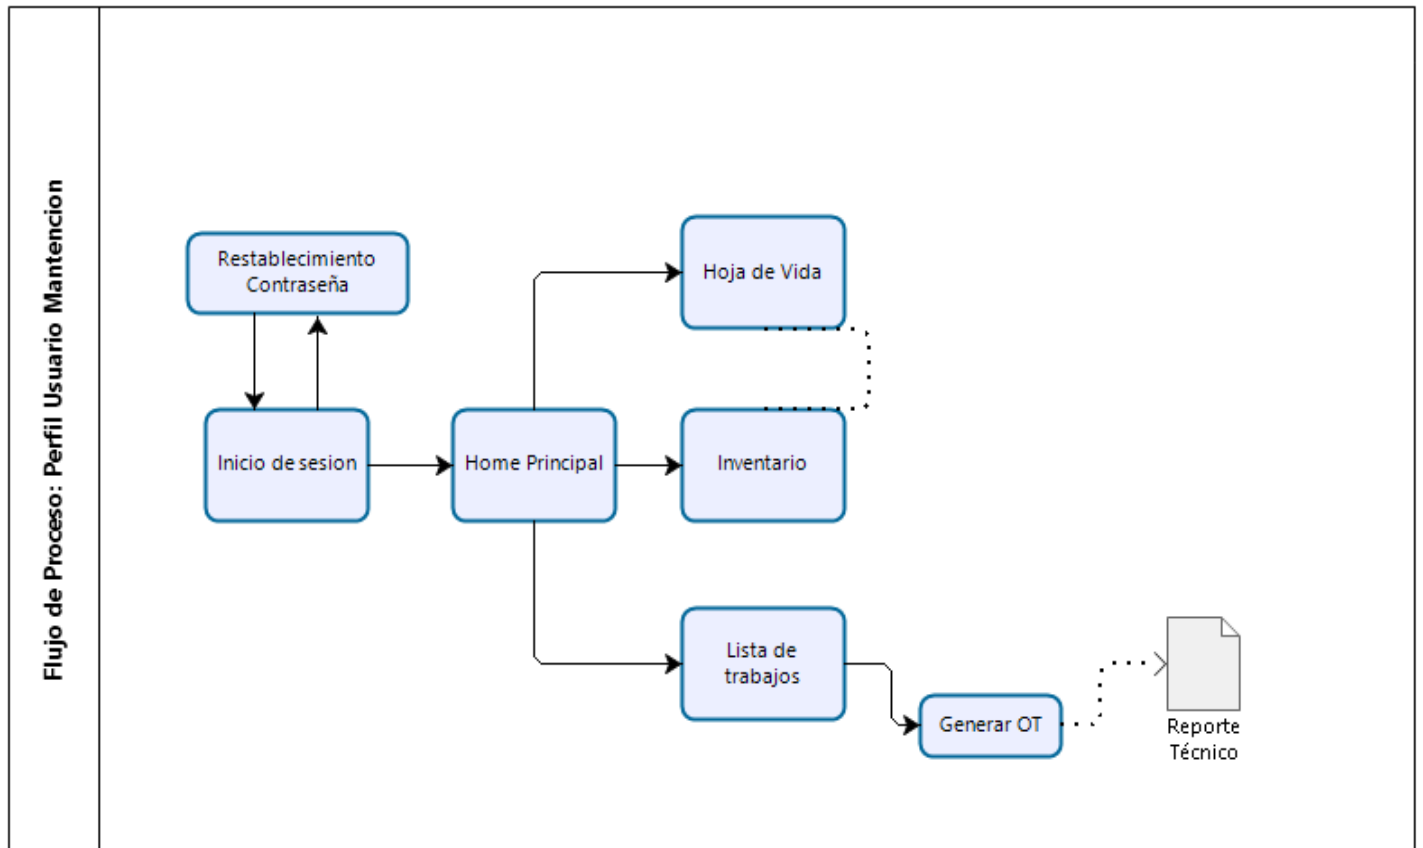 Flujo de Proceso: Perfil Usuario Mantencion
Restablecimiento
Contraseña
Hoja de Vida
Inicio de sesion
Home Principal
Inventario
Lista de
trabajos
Generar OT
Reporte
Técnico